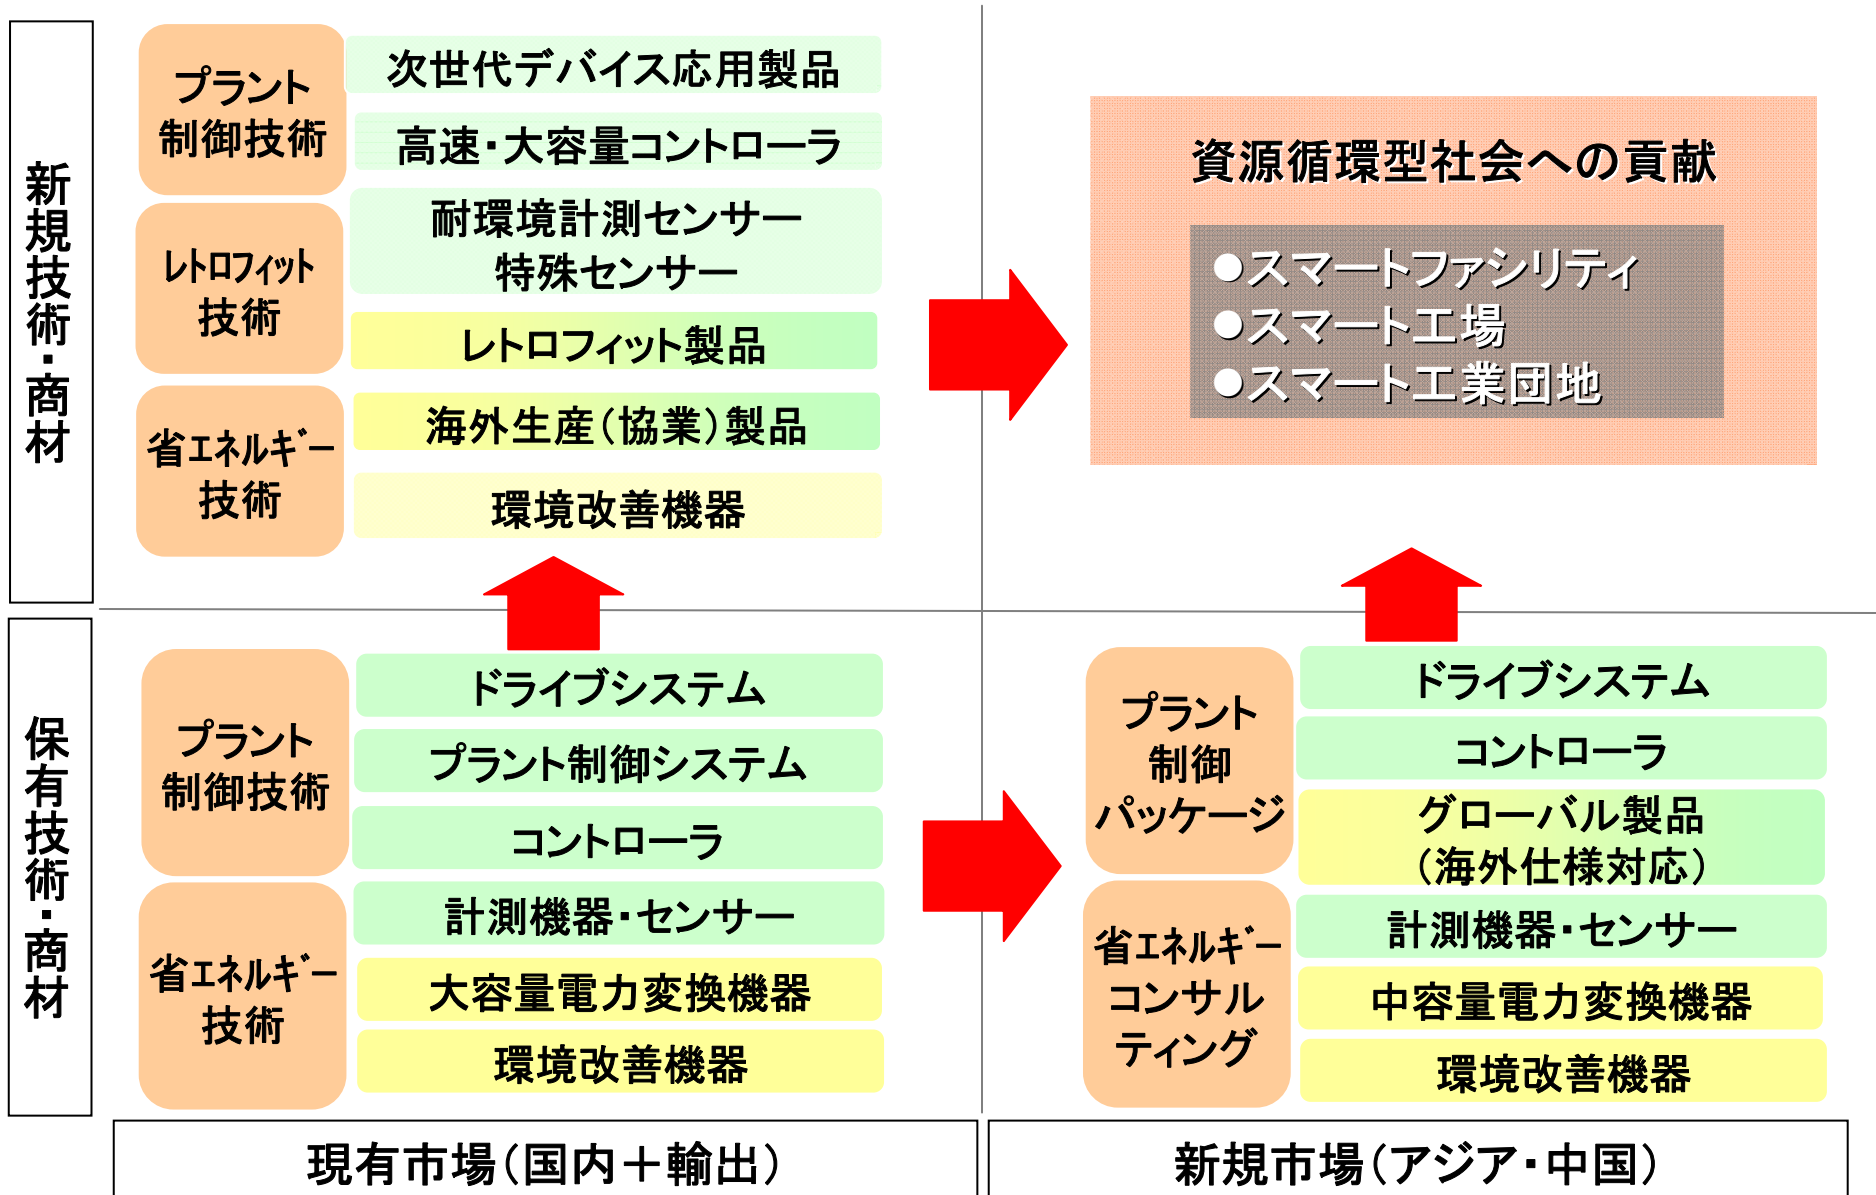 新規技術・商材
プラント
制御技術
次世代デバイス応用製品
高速・大容量コントローラ
レトロフィット
技術
耐環境計測センサー
特殊センサー
レトロフィット製品
省エネルギー
技術
海外生産(協業)製品
環境改善機器
資源循環型社会への貢献
●スマートファシリティ
●スマート工場
●スマート工業団地
保有技術・商材
プラント
制御技術
ドライブシステム
プラント制御システム
コントローラ
省エネルギー
技術
計測機器・センサー
大容量電力変換機器
環境改善機器
プラント
制御
パッケージ
ドライブシステム
コントローラ
グローバル製品
(海外仕様対応)
省エネルギー
コンサル
ティング
計測機器・センサー
中容量電力変換機器
環境改善機器
現有市場(国内＋輸出)
新規市場(アジア・中国)